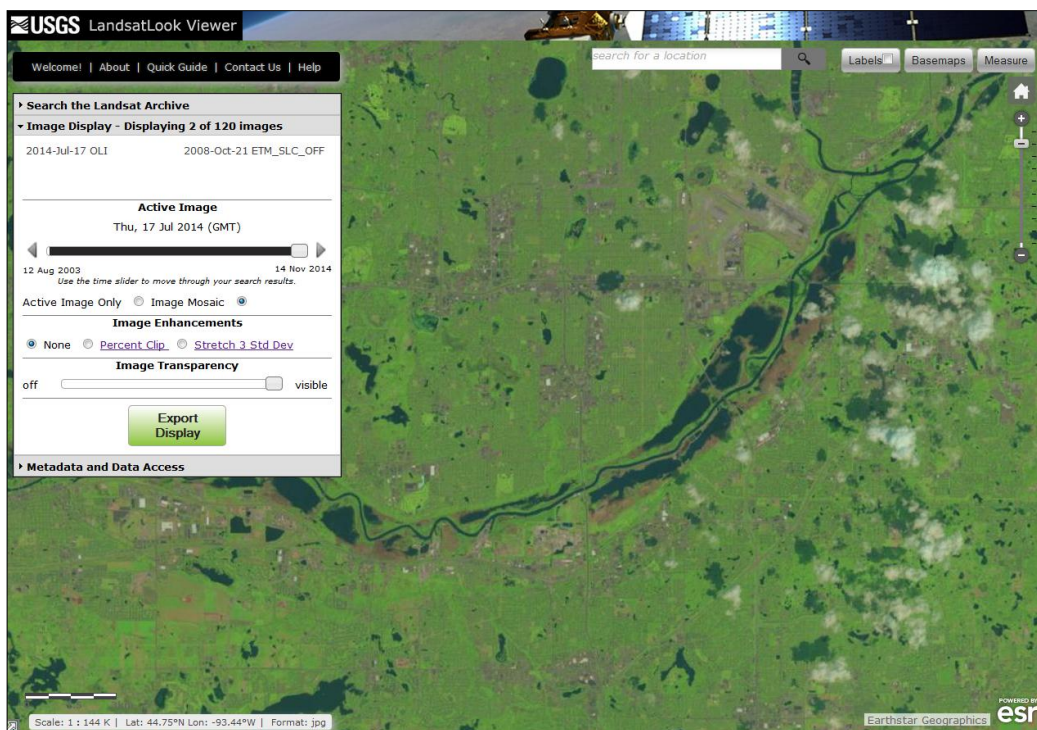 USGS LandsatLook Viewer
Welcome! | About | Quick Guide | Contact Us | Help
search for a location
Labels
Basemaps
Measure
Search the Landsat Archive
Image Display - Displaying 2 of 120 images
2014-Jul-17 OLI 2008-Oct-21 ETM_SLC_OFF
Active Image
Thu, 17 Jul 2014 (GMT)
12 Aug 2003 14 Nov 2014
Use the time slider to move through your search results.
Active Image Only Image Mosaic
Image Enhancements
None Percent Clip Stretch 3 Std Dev
Image Transparency
off visible
Export
Display
Metadata and Data Access
Scale: 1 : 144 K | Lat: 44.75°N Lon: -93.44°W | Format: jpg
Earthstar Geographics
POWERED BY
esri